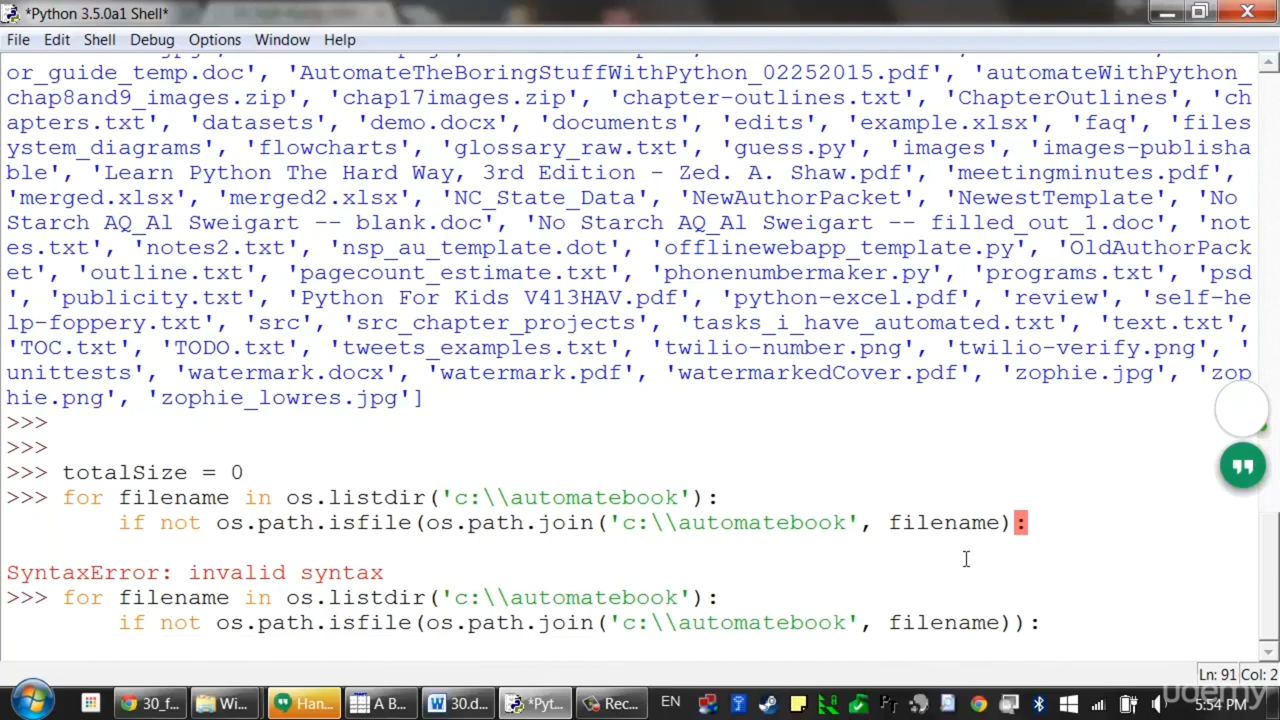 *Python 3.5.0a1 Shell*
File Edit Shell Debug Options Window Help
or_guide_temp.doc', 'AutomateTheBoringStuffWithPython_02252015.pdf', 'automateWithPython_
chap8and9_images.zip', 'chap17images.zip', 'chapter-outlines.txt', 'ChapterOutlines', 'ch
apters.txt', 'datasets', 'demo.docx', 'documents', 'edits', 'example.xlsx', 'faq', 'files
ystem_diagrams', 'flowcharts', 'glossary_raw.txt', 'guess.py', 'images', 'images-publisha
ble', 'Learn Python The Hard Way, 3rd Edition - Zed. A. Shaw.pdf', 'meetingminutes.pdf',
'merged.xlsx', 'merged2.xlsx', 'NC_State_Data', 'NewAuthorPacket', 'NewestTemplate', 'No
Starch AQ_Al Sweigart -- blank.doc', 'No Starch AQ_Al Sweigart -- filled_out_1.doc', 'not
es.txt', 'notes2.txt', 'nsp_au_template.dot', 'offlinewebapp_template.py', 'OldAuthorPack
et', 'outline.txt', 'pagecount_estimate.txt', 'phonenumbermaker.py', 'programs.txt', 'psd
', 'publicity.txt', 'Python For Kids V413HAV.pdf', 'python-excel.pdf', 'review', 'self-he
lp-foppery.txt', 'src', 'src_chapter_projects', 'tasks_i_have_automated.txt', 'text.txt',
'TOC.txt', 'TODO.txt', 'tweets_examples.txt', 'twilio-number.png', 'twilio-verify.png', '
unittests', 'watermark.docx', 'watermark.pdf', 'watermarkedCover.pdf', 'zophie.jpg', 'zop
hie.png', 'zophie_lowres.jpg']
>>>
>>>
>>> totalSize = 0
>>> for filename in os.listdir('c:\\automatebook'):
if not os.path.isfile(os.path.join('c:\\automatebook', filename):
SyntaxError: invalid syntax
>>> for filename in os.listdir('c:\\automatebook'):
if not os.path.isfile(os.path.join('c:\\automatebook', filename)):
Ln: 91 Col: 2
30_f... Wi... Han... A B... 30.d... *Pyt... Rec... EN 5:54 PM
udemy